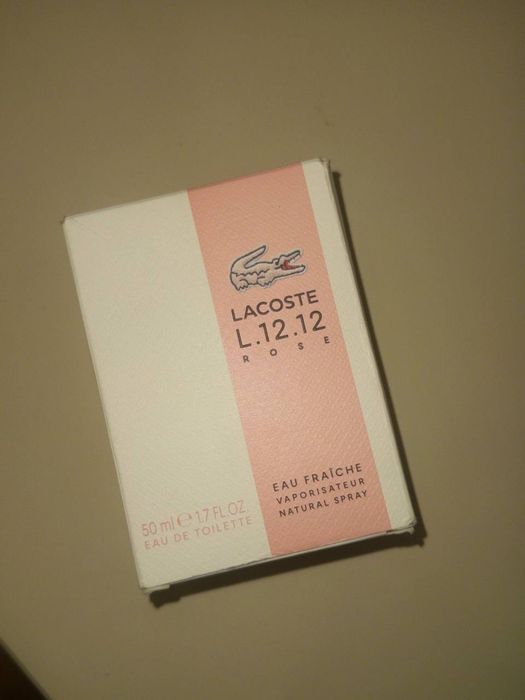 LACOSTE
L.12.12
ROSE
EAU FRAÎCHE
VAPORISATEUR
NATURAL SPRAY
50 ml ℮ 1.7 FL.OZ.
EAU DE TOILETTE